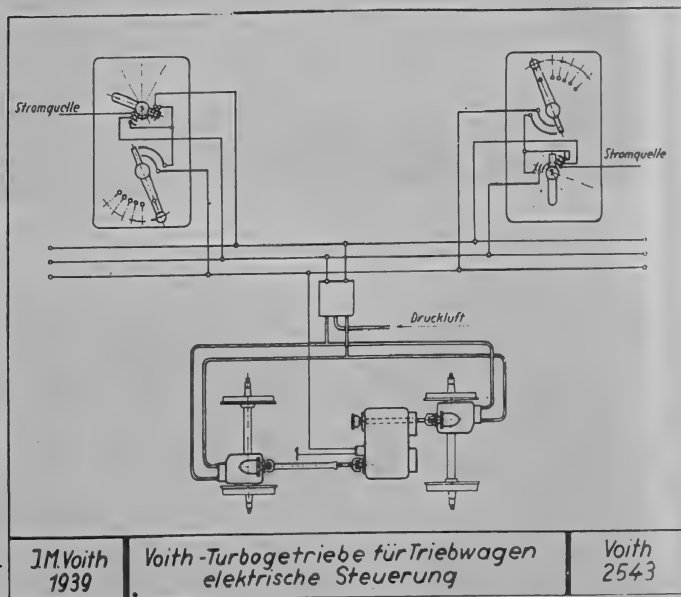 Stromquelle
Stromquelle
Druckluft
J.M. Voith
1939
Voith-Turbogetriebe für Triebwagen
elektrische Steuerung
Voith
2543